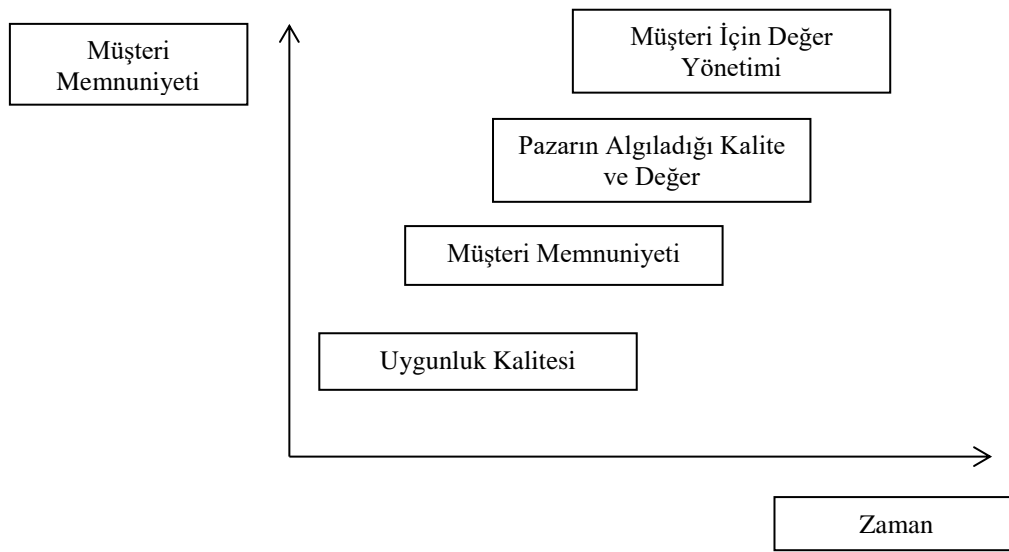 Müşteri
Memnuniyeti
Müşteri İçin Değer
Yönetimi
Pazarın Algıladığı Kalite
ve Değer
Müşteri Memnuniyeti
Uygunluk Kalitesi
Zaman